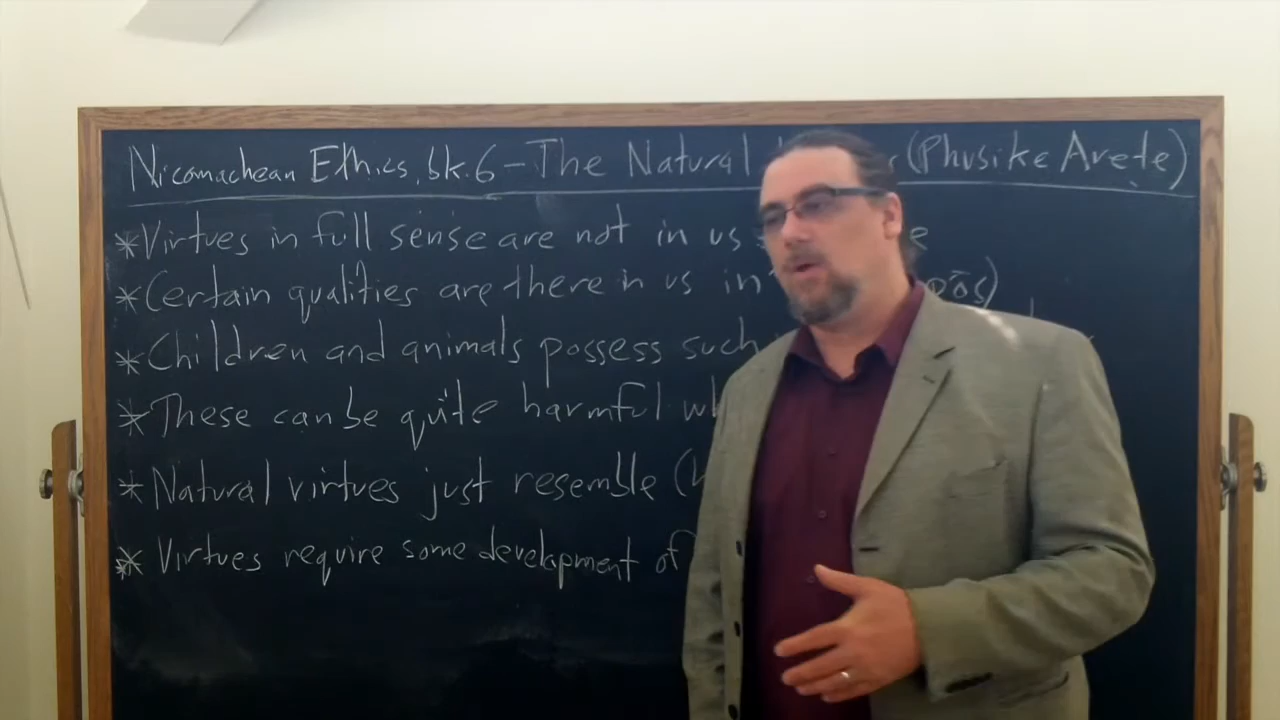 Nicomachean Ethics, bk. 6 - The Natural (Phusike Arete)
* Virtues in full sense are not in us
* Certain qualities are there in us in
* Children and animals possess such
* These can be quite harmful
* Natural virtues just resemble
* Virtues require some development of